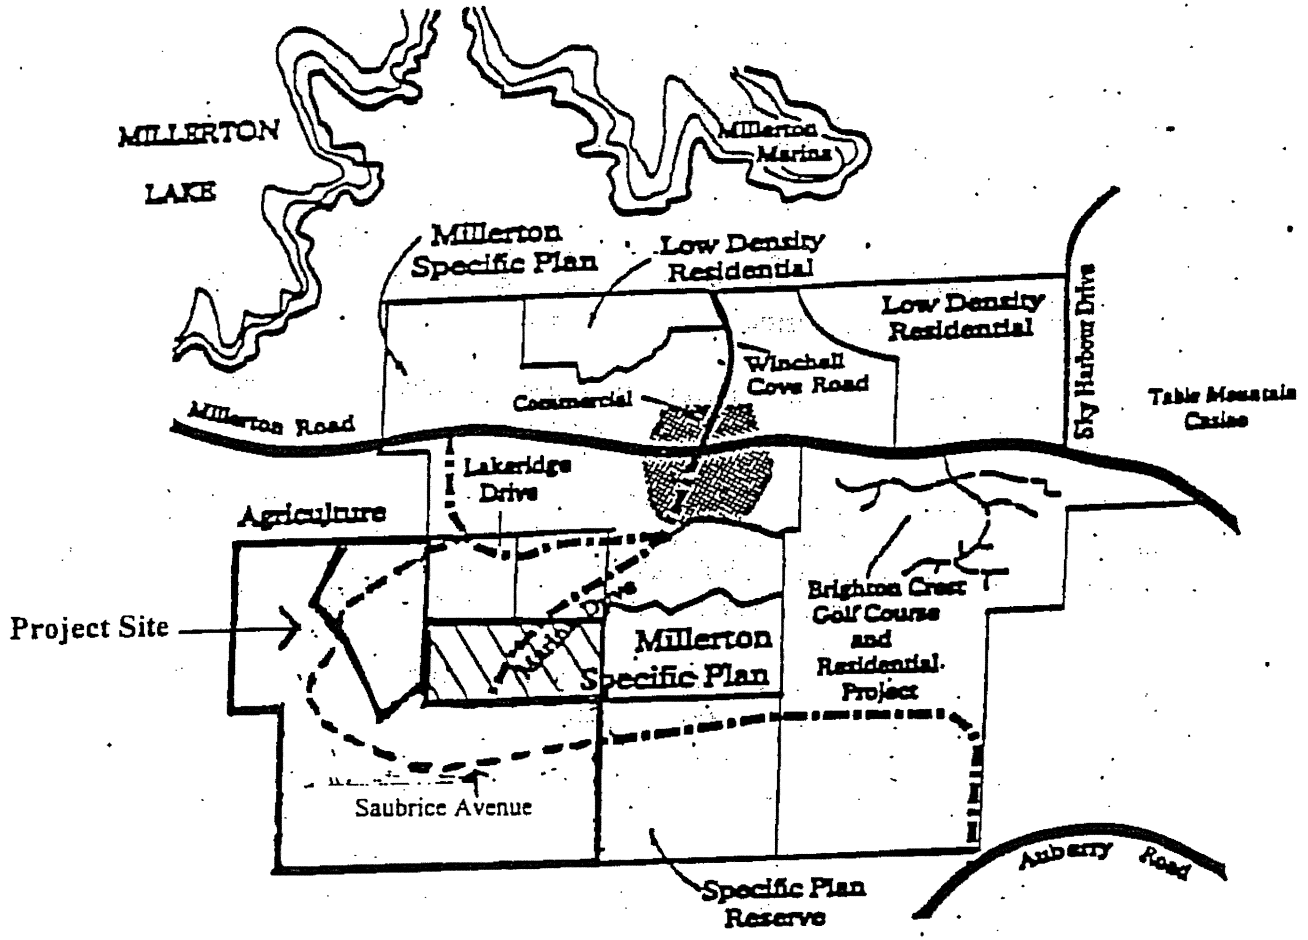 MILLERTON
LAKE
Millerton
Marina
Millerton
Specific Plan
Low Density
Residential
Low Density
Residential
Sky Harbour Drive
Winchell
Cove Road
Table Mountain
Casino
Commercial
Millerton Road
Lakeridge
Drive
Agriculture
Project Site
Marina Drive
Brighton Crest
Golf Course
and
Residential
Project
Millerton
Specific Plan
Saubrice Avenue
Auberry Road
Specific Plan
Reserve